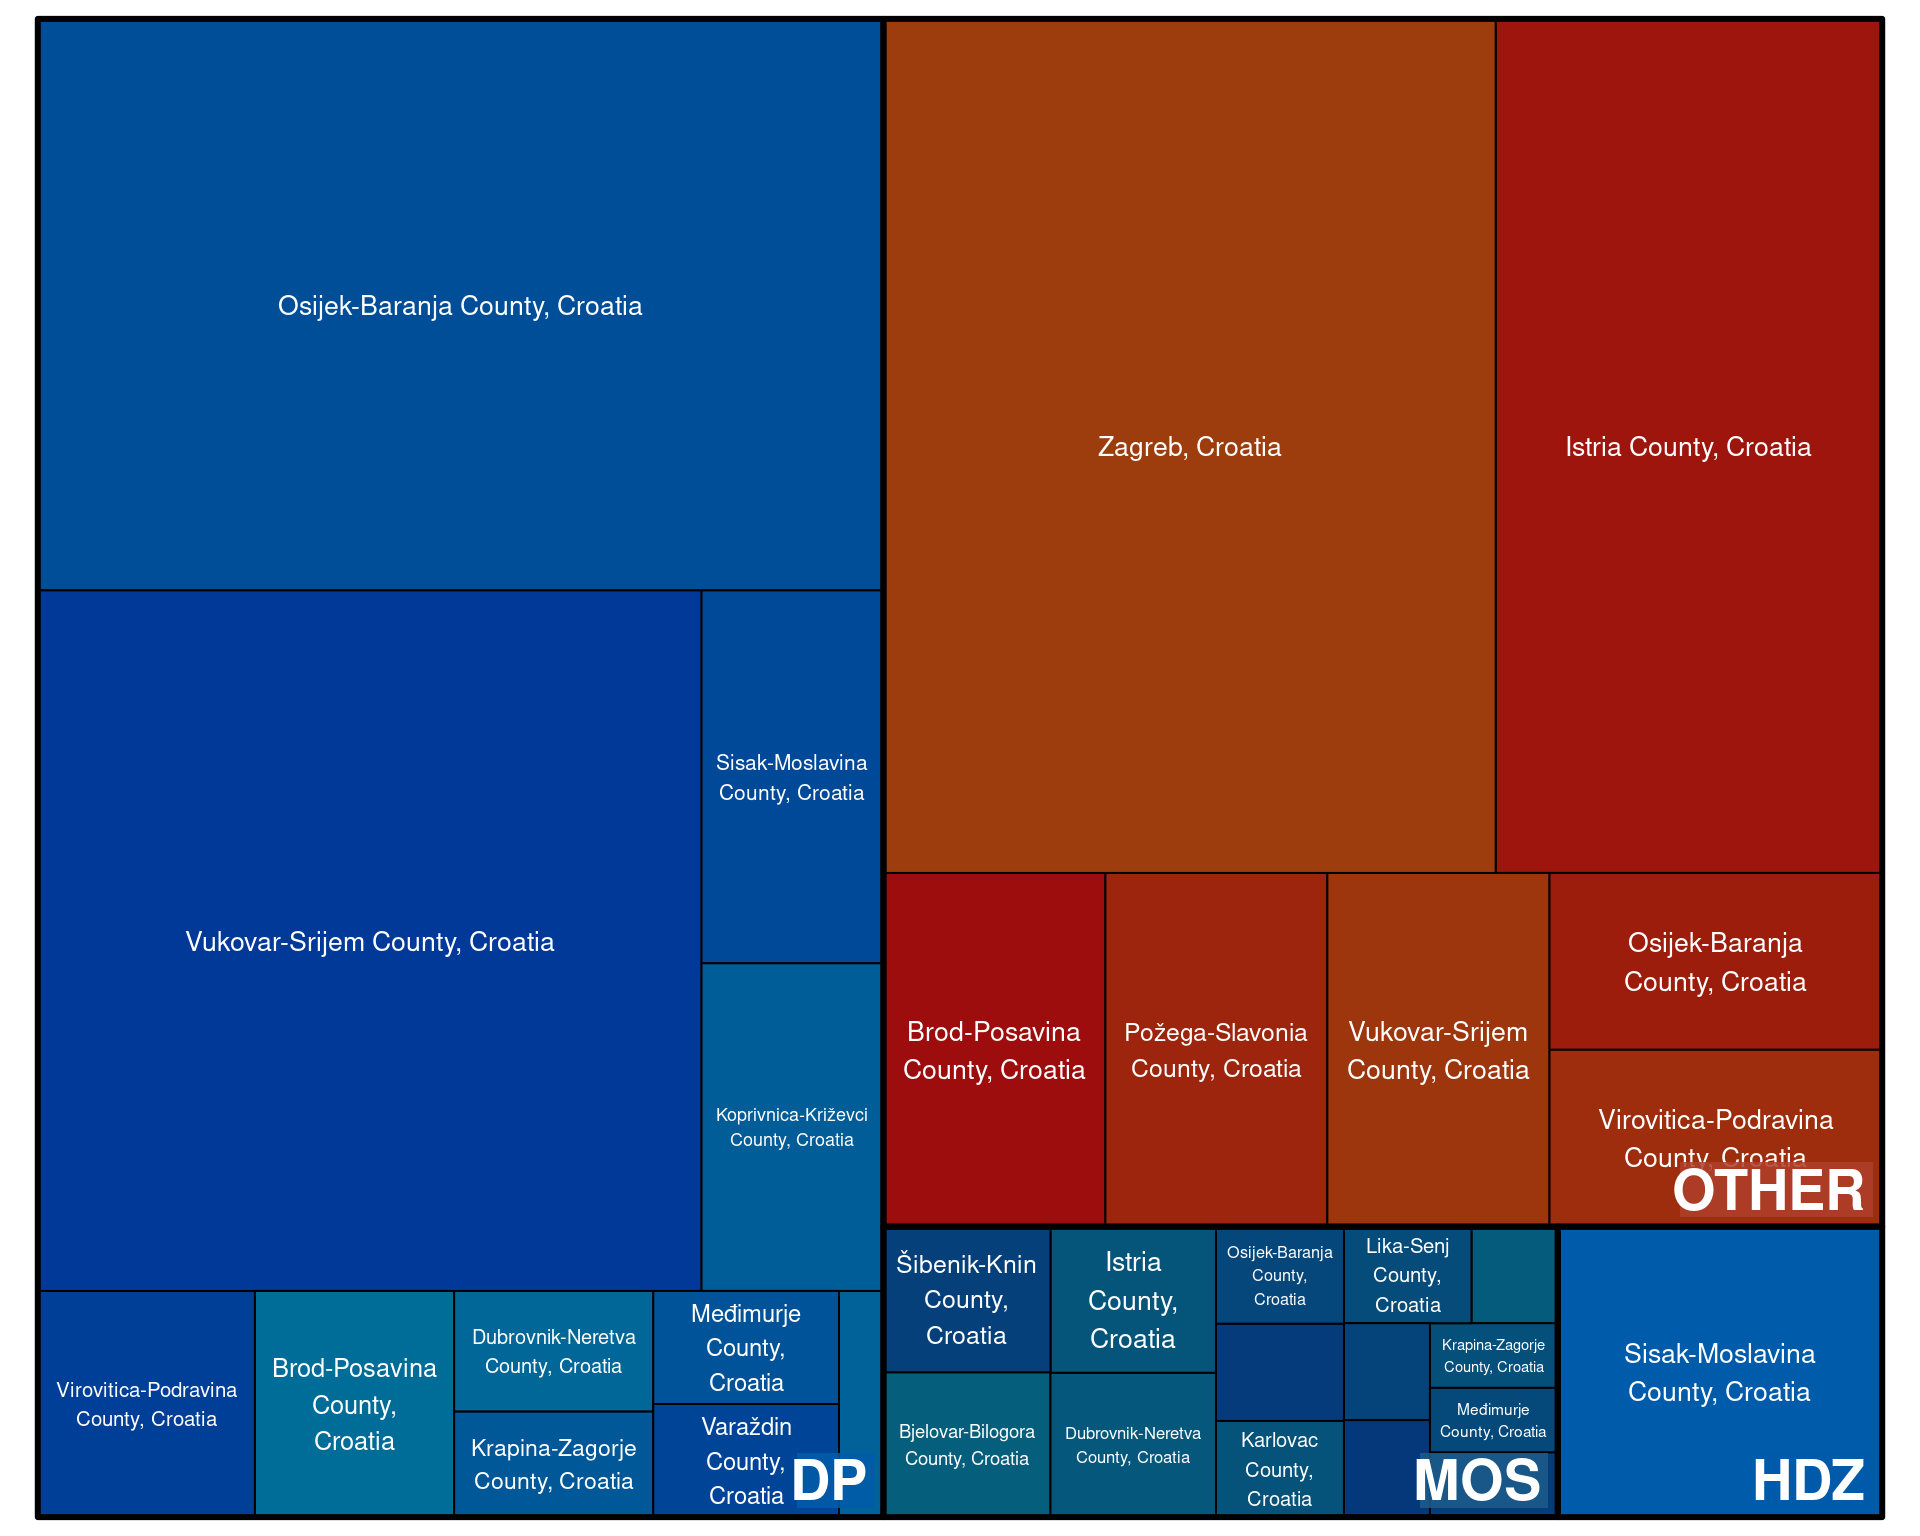 Osijek-Baranja County, Croatia
Vukovar-Srijem County, Croatia
Sisak-Moslavina
County, Croatia
Koprivnica-Križevci
County, Croatia
Virovitica-Podravina
County, Croatia
Brod-Posavina
County,
Croatia
Dubrovnik-Neretva
County, Croatia
Krapina-Zagorje
County, Croatia
Međimurje
County,
Croatia
Varaždin
County,
Croatia
DP
Zagreb, Croatia
Istria County, Croatia
Brod-Posavina
County, Croatia
Požega-Slavonia
County, Croatia
Vukovar-Srijem
County, Croatia
Osijek-Baranja
County, Croatia
Virovitica-Podravina
County, Croatia
OTHER
Šibenik-Knin
County,
Croatia
Istria
County,
Croatia
Bjelovar-Bilogora
County, Croatia
Dubrovnik-Neretva
County, Croatia
Osijek-Baranja
County,
Croatia
Lika-Senj
County,
Croatia
Krapina-Zagorje
County, Croatia
Međimurje
County, Croatia
Karlovac
County,
Croatia
MOS
Sisak-Moslavina
County, Croatia
HDZ